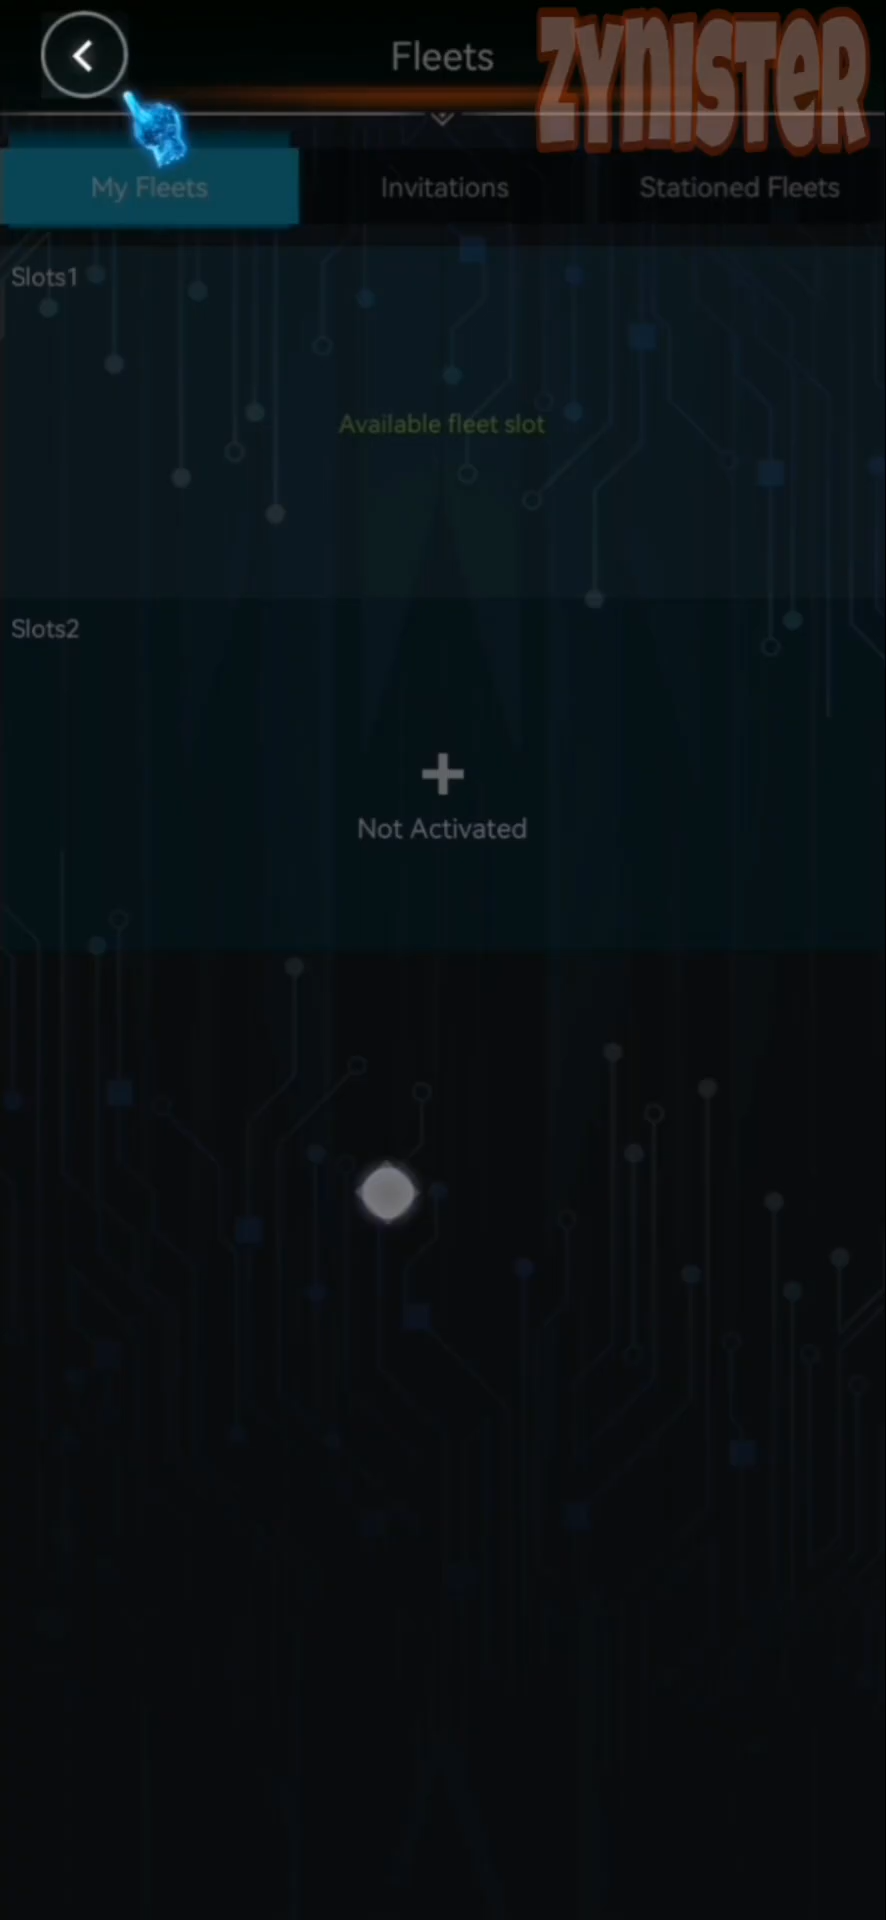 Fleets
ZYNISTER
My Fleets
Invitations
Stationed Fleets
Slots1
Available fleet slot
Slots2
Not Activated